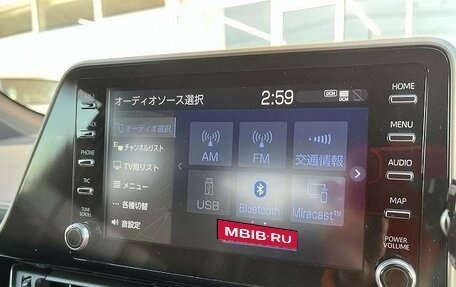 オーディオソース選択
2:59
DCM
DCM
HOME
オーディオ選択
チャンネルリスト
TV局リスト
メニュー
各種切替
音設定
AM
FM
交通情報
USB
Bluetooth
Miracast™
MENU
AUDIO
MAP
POWER
VOLUME
PHONE
TUNE
SCROLL
MBIB.RU